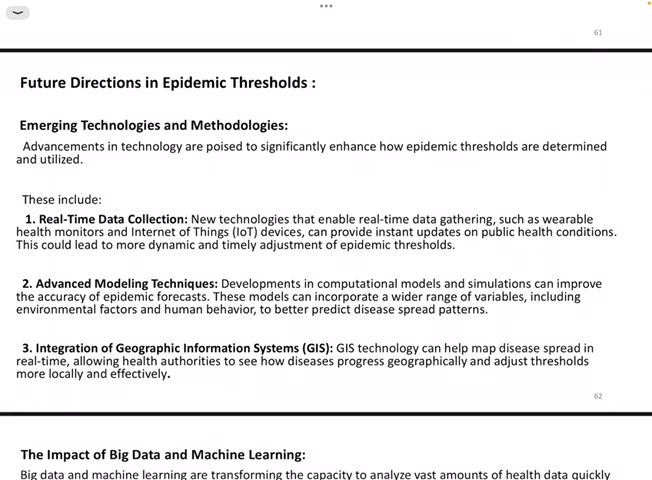 61
Future Directions in Epidemic Thresholds :
Emerging Technologies and Methodologies:
Advancements in technology are poised to significantly enhance how epidemic thresholds are determined
and utilized.
These include:
1. Real-Time Data Collection: New technologies that enable real-time data gathering, such as wearable
health monitors and Internet of Things (IoT) devices, can provide instant updates on public health conditions.
This could lead to more dynamic and timely adjustment of epidemic thresholds.
2. Advanced Modeling Techniques: Developments in computational models and simulations can improve
the accuracy of epidemic forecasts. These models can incorporate a wider range of variables, including
environmental factors and human behavior, to better predict disease spread patterns.
3. Integration of Geographic Information Systems (GIS): GIS technology can help map disease spread in
real-time, allowing health authorities to see how diseases progress geographically and adjust thresholds
more locally and effectively.
62
The Impact of Big Data and Machine Learning:
Big data and machine learning are transforming the capacity to analyze vast amounts of health data quickly